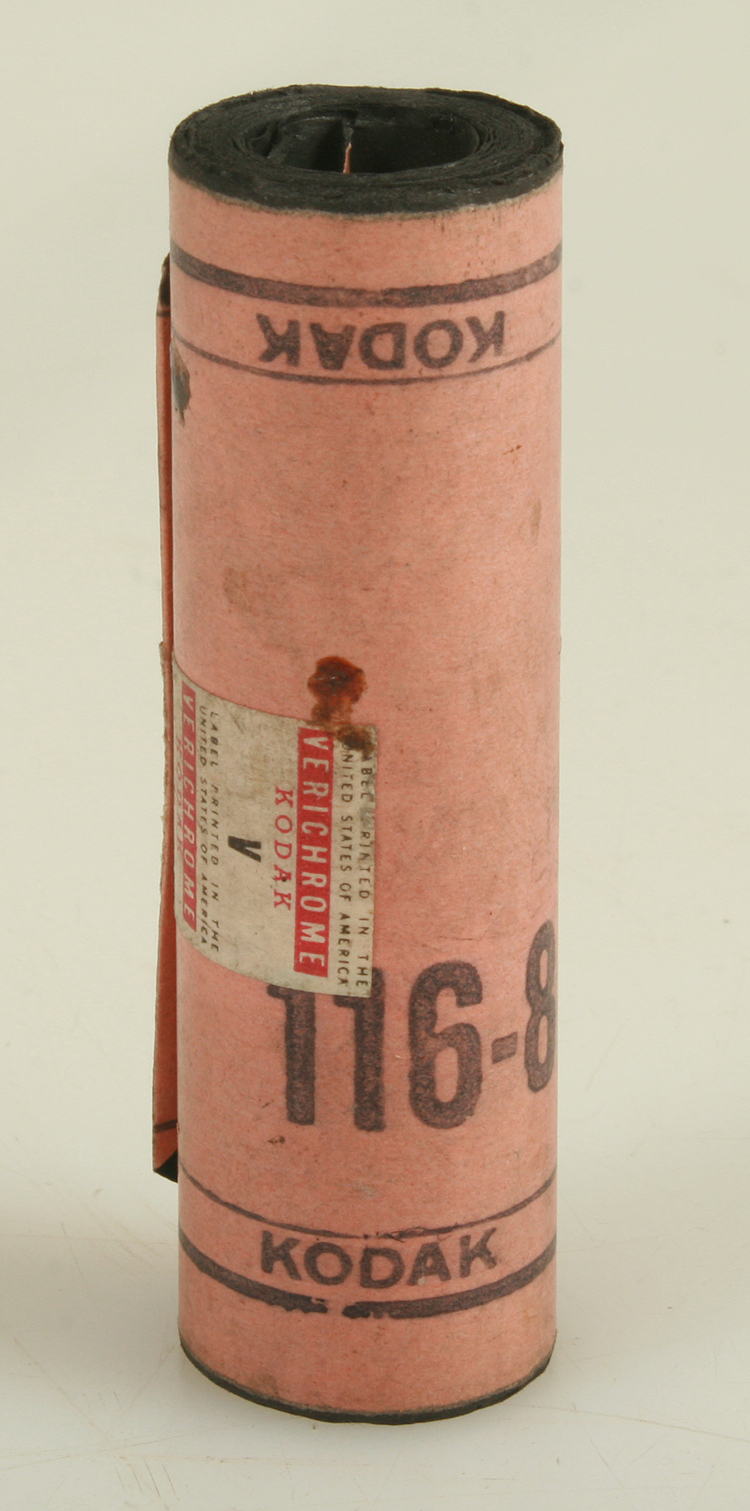 KODAK
LABEL PRINTED IN THE
UNITED STATES OF AMERICA
VERICHROME
KODAK
V
LABEL PRINTED IN THE
UNITED STATES OF AMERICA
VERICHROME
KODAK
116-8
KODAK